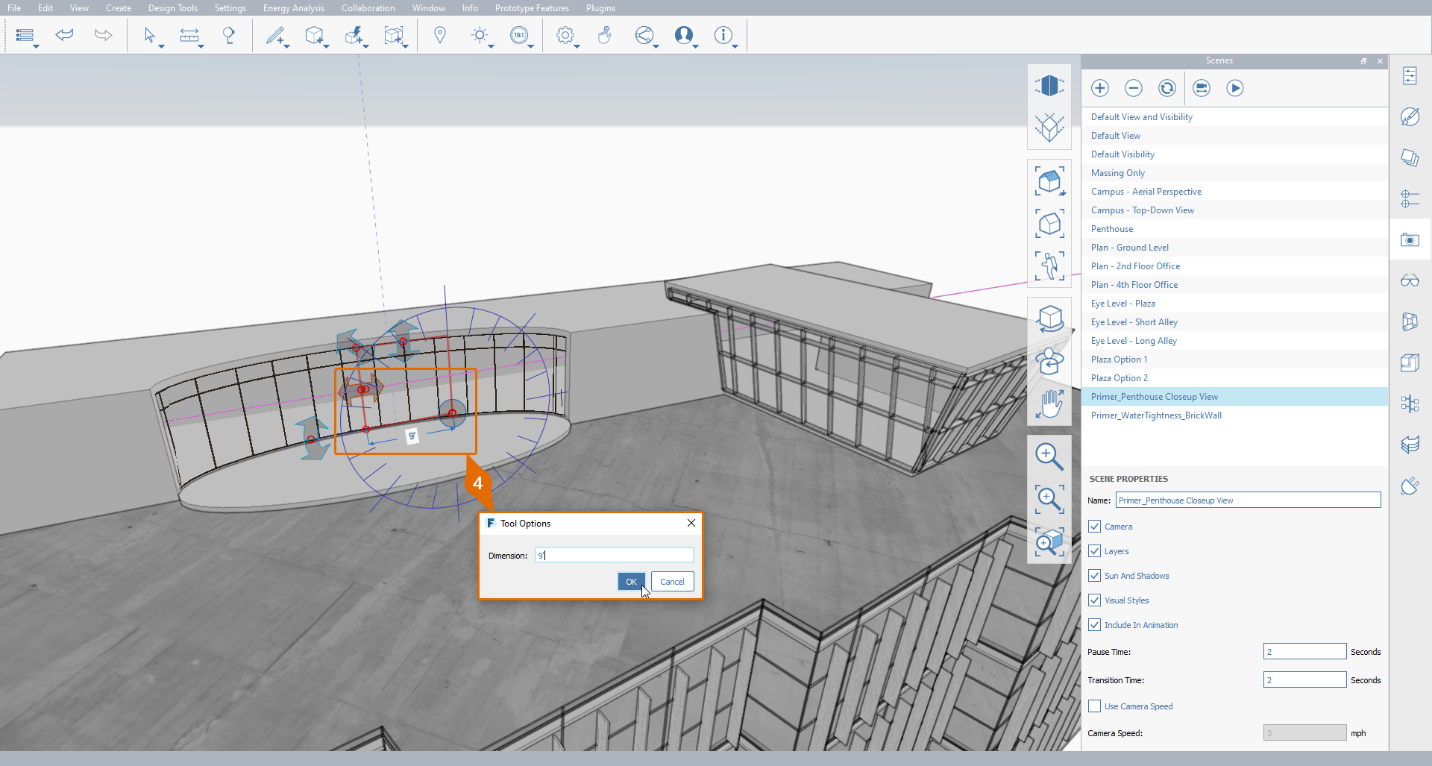 File Edit View Create Design Tools Settings Energy Analysis Collaboration Window Info Prototype Features Plugins
Scenes
Default View and Visibility
Default View
Default Visibility
Massing Only
Campus - Aerial Perspective
Campus - Top-Down View
Penthouse
Plan - Ground Level
Plan - 2nd Floor Office
Plan - 4th Floor Office
Eye Level - Plaza
Eye Level - Short Alley
Eye Level - Long Alley
Plaza Option 1
Plaza Option 2
Primer_Penthouse Closeup View
Primer_WaterTightness_BrickWall
SCENE PROPERTIES
Name: Primer_Penthouse Closeup View
Camera
Layers
Sun And Shadows
Visual Styles
Include In Animation
Pause Time: 2 Seconds
Transition Time: 2 Seconds
Use Camera Speed
Camera Speed: 3 mph
9'
4
F Tool Options
Dimension: 9'
OK Cancel